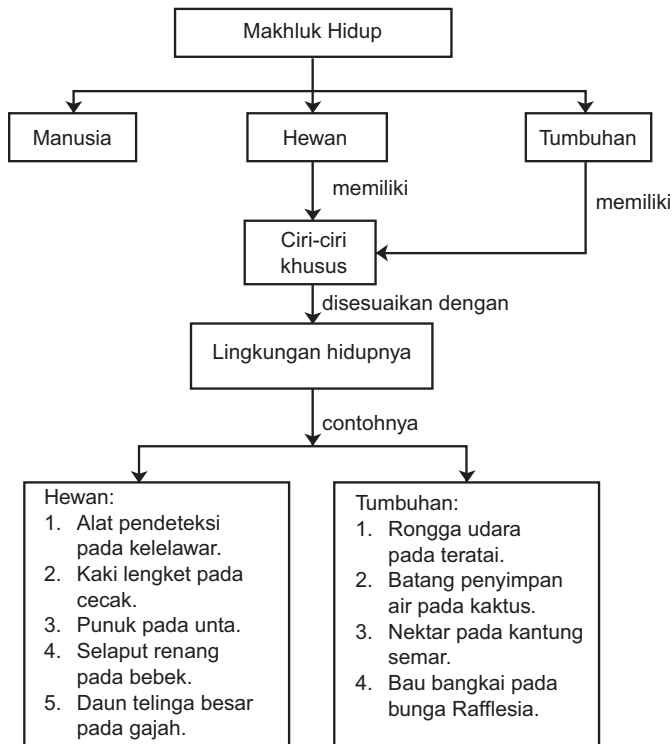 Makhluk Hidup
Manusia
Hewan
Tumbuhan
memiliki
memiliki
Ciri-ciri
khusus
disesuaikan dengan
Lingkungan hidupnya
contohnya
Hewan:
1. Alat pendeteksi
pada kelelawar.
2. Kaki lengket pada
cecak.
3. Punuk pada unta.
4. Selaput renang
pada bebek.
5. Daun telinga besar
pada gajah.
Tumbuhan:
1. Rongga udara
pada teratai.
2. Batang penyimpan
air pada kaktus.
3. Nektar pada kantung
semar.
4. Bau bangkai pada
bunga Rafflesia.